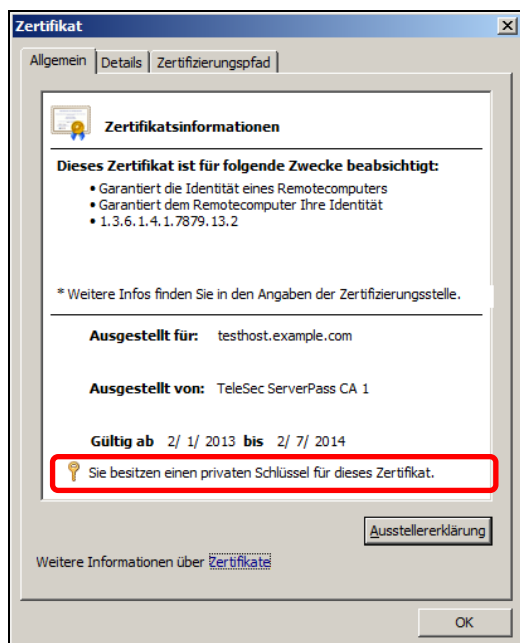 Zertifikat
Allgemein Details Zertifizierungspfad
Zertifikatsinformationen
Dieses Zertifikat ist für folgende Zwecke beabsichtigt:
• Garantiert die Identität eines Remotecomputers
• Garantiert dem Remotecomputer Ihre Identität
• 1.3.6.1.4.1.7879.13.2
* Weitere Infos finden Sie in den Angaben der Zertifizierungsstelle.
Ausgestellt für: testhost.example.com
Ausgestellt von: TeleSec ServerPass CA 1
Gültig ab 2/ 1/ 2013 bis 2/ 7/ 2014
Sie besitzen einen privaten Schlüssel für dieses Zertifikat.
Ausstellererklärung
Weitere Informationen über Zertifikate
OK